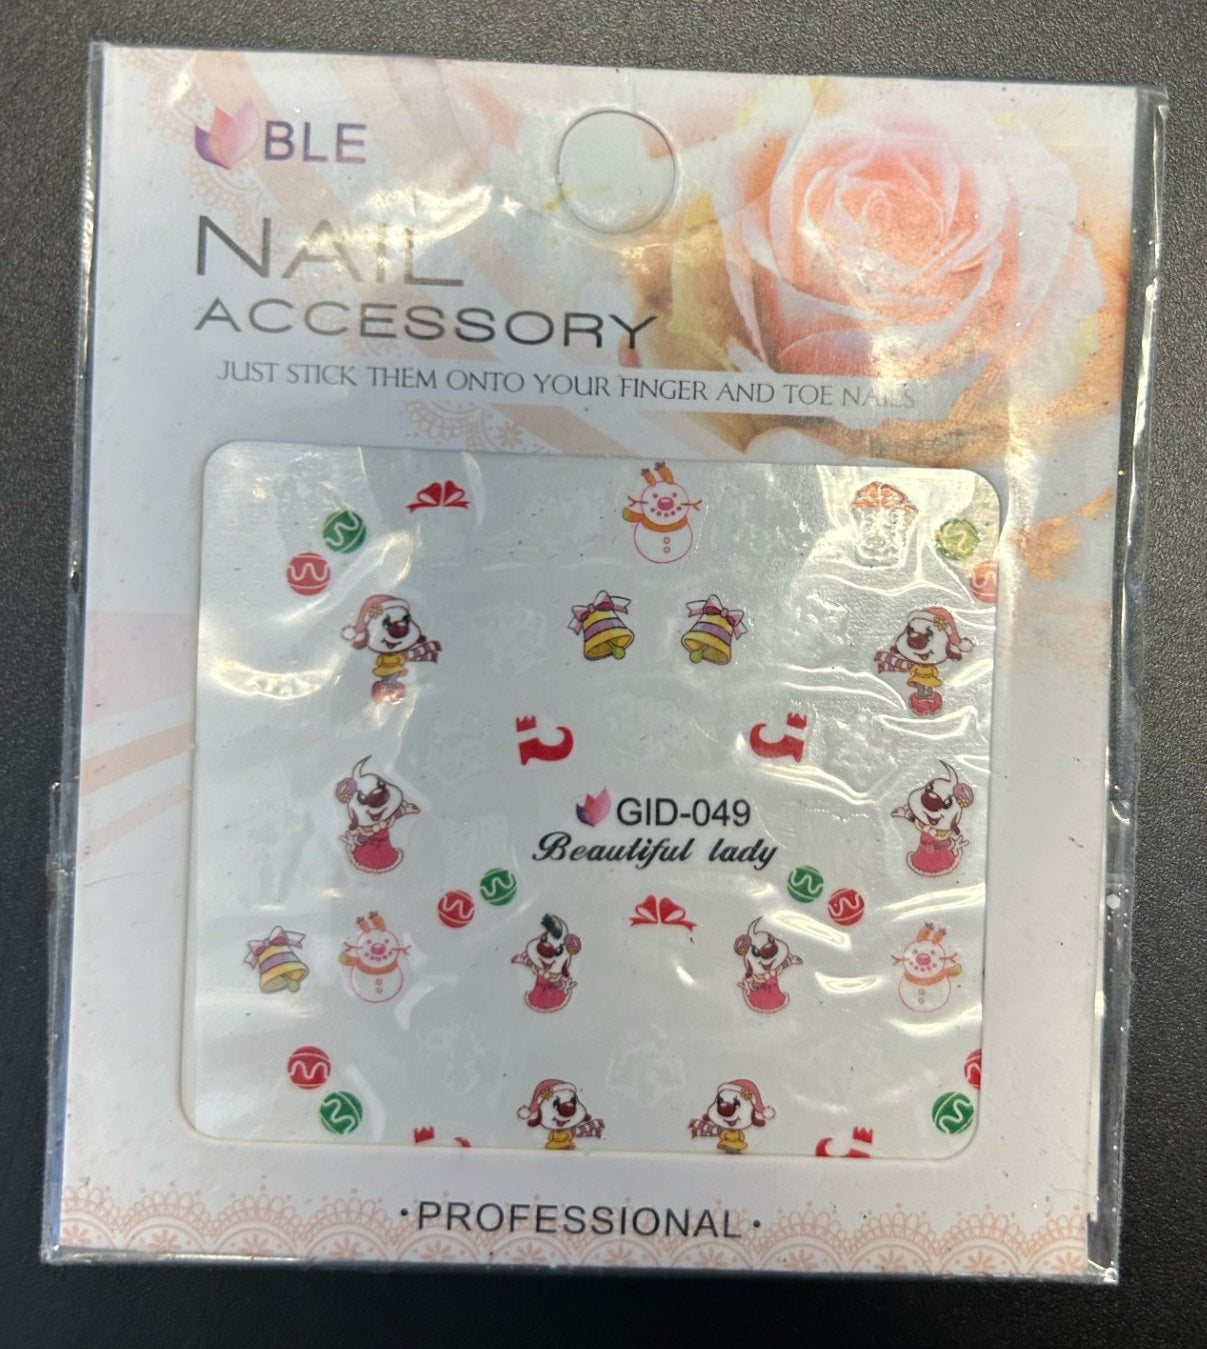 BLE
NAIL
ACCESSORY
JUST STICK THEM ONTO YOUR FINGER AND TOE NAILS
GID-049
Beautiful lady
·PROFESSIONAL·